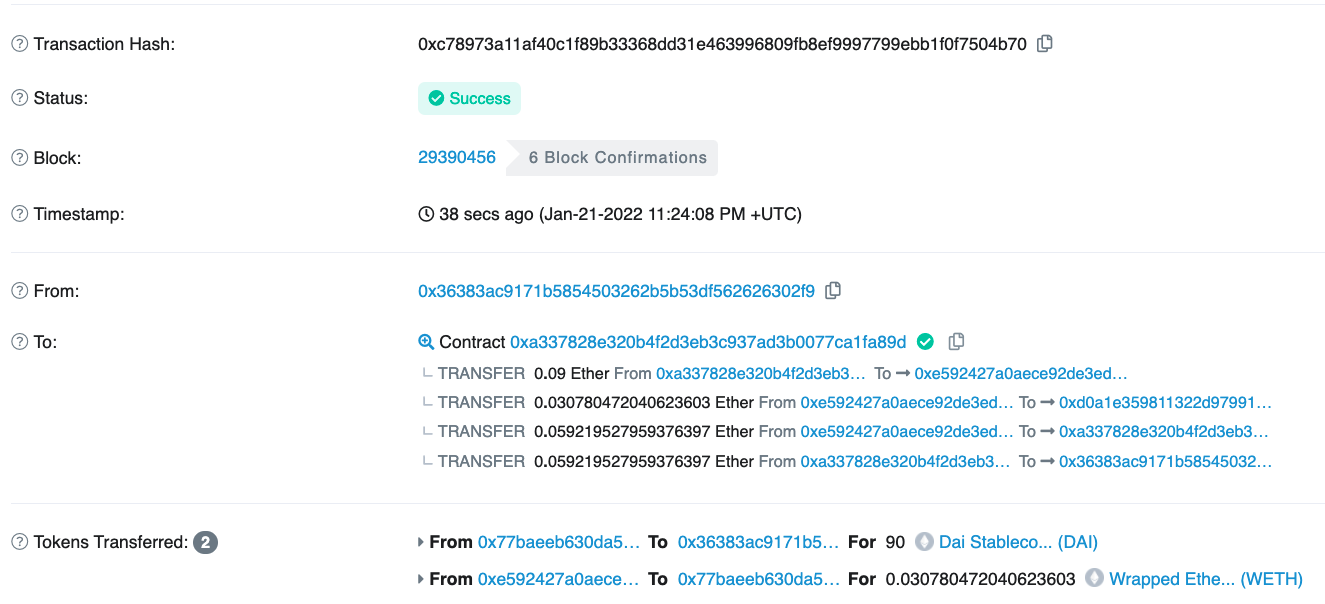 Transaction Hash: 0xc78973a11af40c1f89b33368dd31e463996809fb8ef9997799ebb1f0f7504b70
Status: Success
Block: 29390456 6 Block Confirmations
Timestamp: 38 secs ago (Jan-21-2022 11:24:08 PM +UTC)
From: 0x36383ac9171b5854503262b5b53df562626302f9
To: Contract 0xa337828e320b4f2d3eb3c937ad3b0077ca1fa89d
TRANSFER 0.09 Ether From 0xa337828e320b4f2d3eb3... To → 0xe592427a0aece92de3ed...
TRANSFER 0.030780472040623603 Ether From 0xe592427a0aece92de3ed... To → 0xd0a1e359811322d97991...
TRANSFER 0.059219527959376397 Ether From 0xe592427a0aece92de3ed... To → 0xa337828e320b4f2d3eb3...
TRANSFER 0.059219527959376397 Ether From 0xa337828e320b4f2d3eb3... To → 0x36383ac9171b58545032...
Tokens Transferred: 2 From 0x77baeeb630da5... To 0x36383ac9171b5... For 90 Dai Stableco... (DAI)
From 0xe592427a0aece... To 0x77baeeb630da5... For 0.030780472040623603 Wrapped Ethe... (WETH)